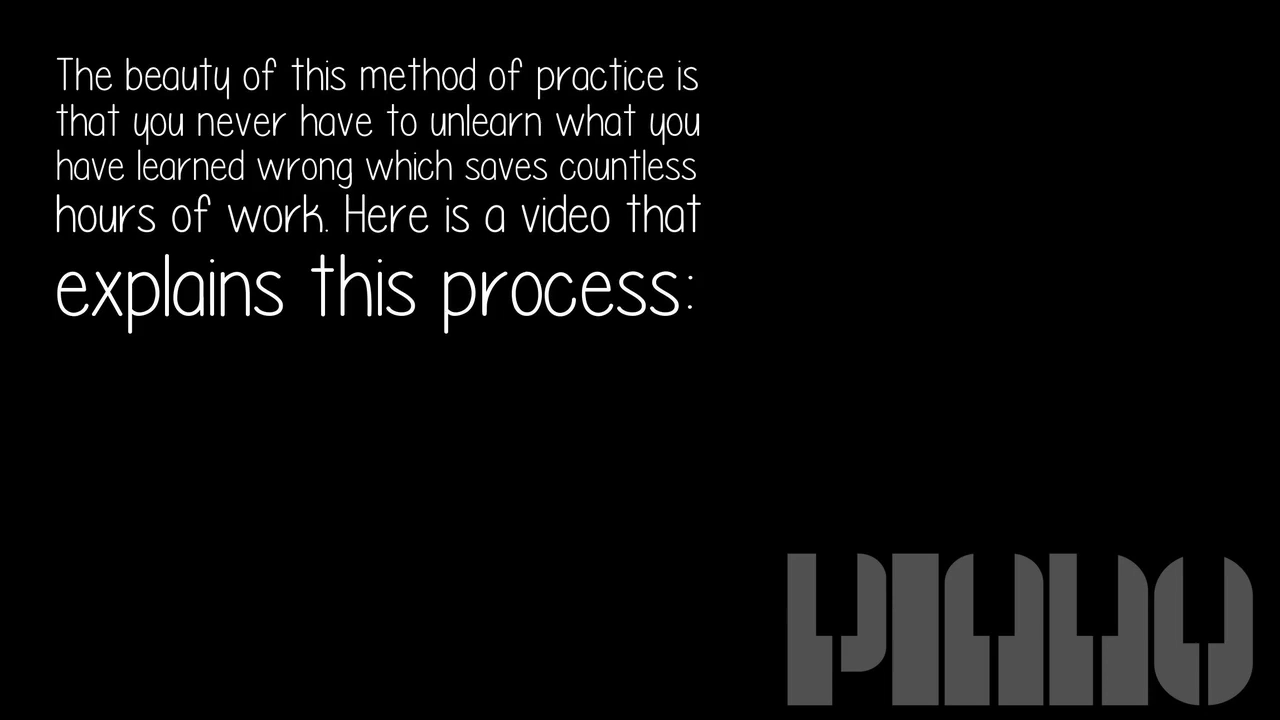 The beauty of this method of practice is
that you never have to unlearn what you
have learned wrong which saves countless
hours of work. Here is a video that
explains this process:
PIANO